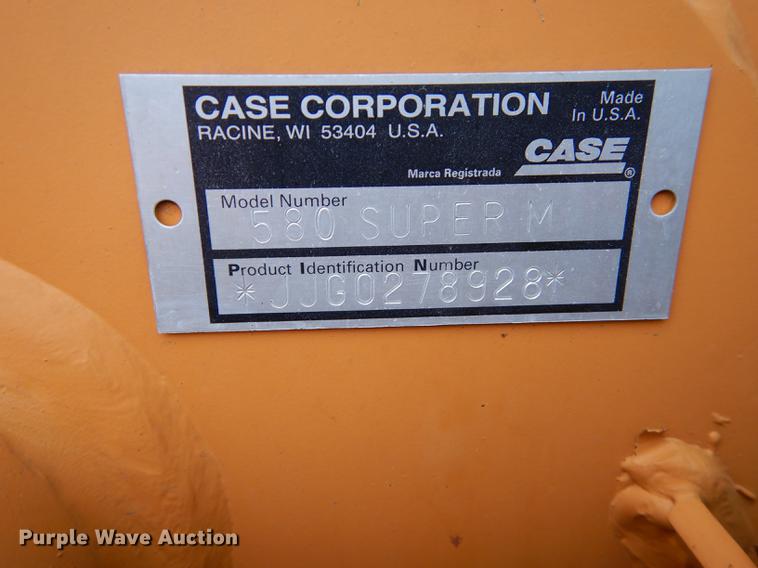 CASE CORPORATION
RACINE, WI 53404 U.S.A.
Made
In U.S.A.
CASE
®
Marca Registrada
Model Number
580 SUPER M
Product Identification Number
*JJG0278928*
Purple Wave Auction